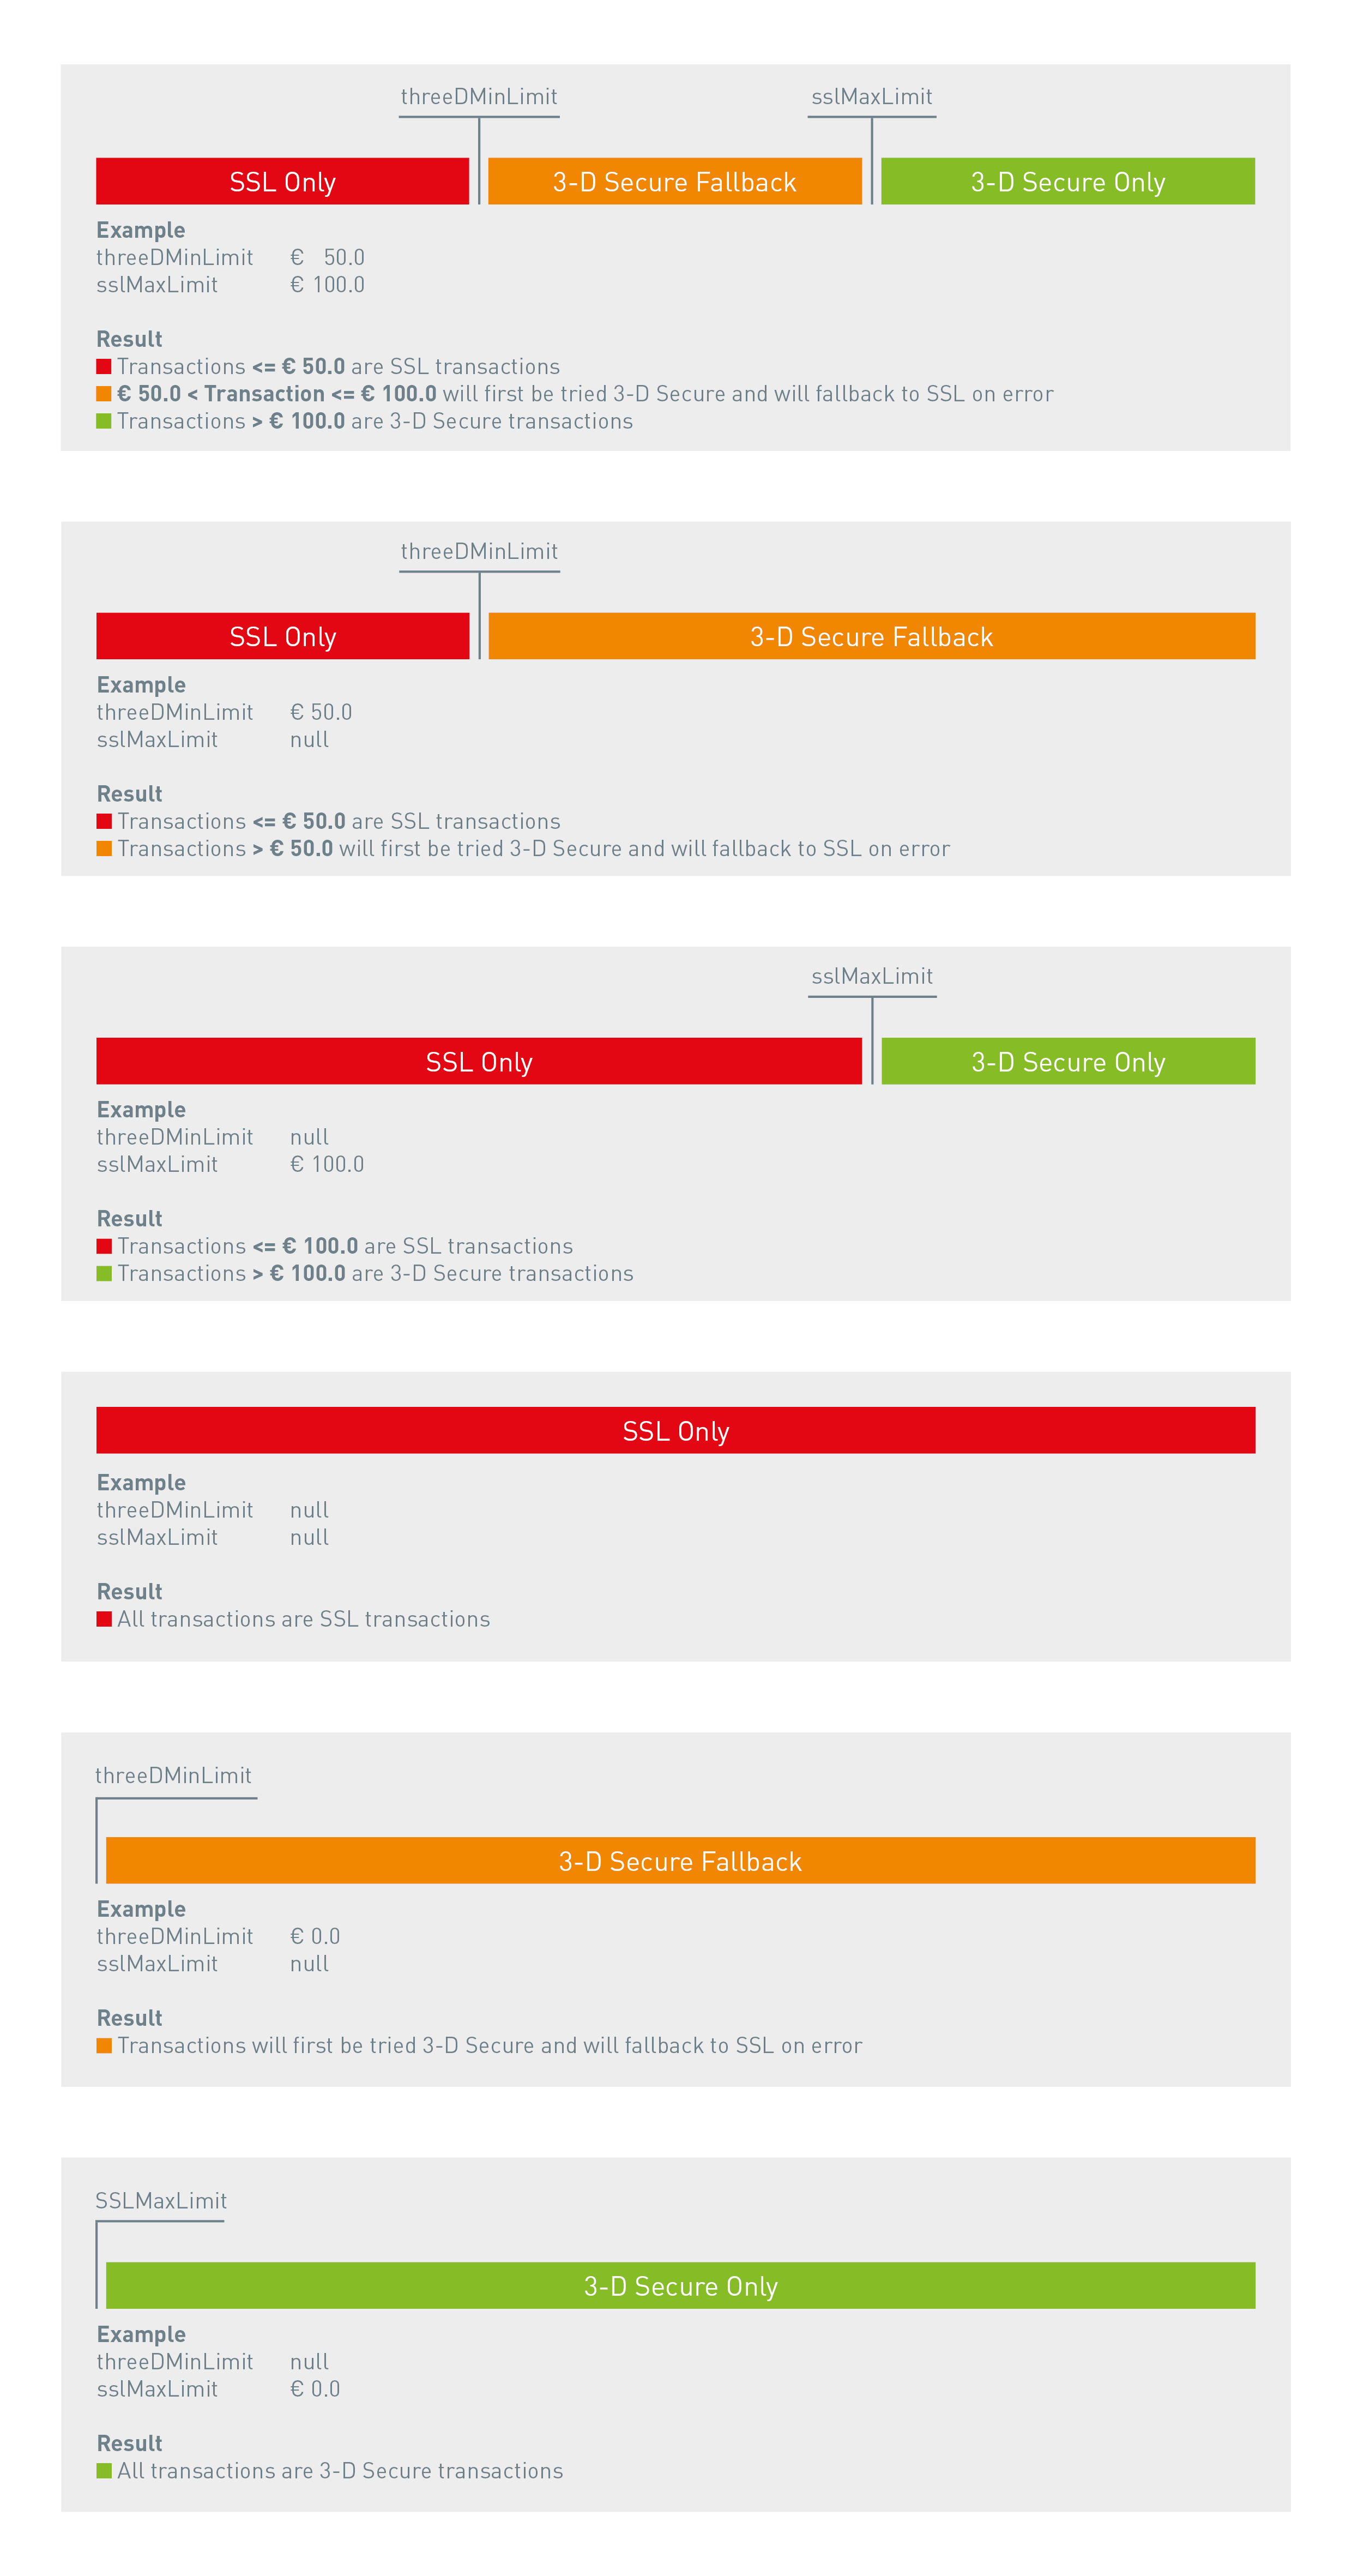 threeDMinLimit sslMaxLimit
SSL Only 3-D Secure Fallback 3-D Secure Only
Example
threeDMinLimit € 50.0
sslMaxLimit € 100.0
Result
Transactions <= € 50.0 are SSL transactions
€ 50.0 < Transaction <= € 100.0 will first be tried 3-D Secure and will fallback to SSL on error
Transactions > € 100.0 are 3-D Secure transactions
threeDMinLimit
SSL Only 3-D Secure Fallback
Example
threeDMinLimit € 50.0
sslMaxLimit null
Result
Transactions <= € 50.0 are SSL transactions
Transactions > € 50.0 will first be tried 3-D Secure and will fallback to SSL on error
sslMaxLimit
SSL Only 3-D Secure Only
Example
threeDMinLimit null
sslMaxLimit € 100.0
Result
Transactions <= € 100.0 are SSL transactions
Transactions > € 100.0 are 3-D Secure transactions
SSL Only
Example
threeDMinLimit null
sslMaxLimit null
Result
All transactions are SSL transactions
threeDMinLimit
3-D Secure Fallback
Example
threeDMinLimit € 0.0
sslMaxLimit null
Result
Transactions will first be tried 3-D Secure and will fallback to SSL on error
SSLMaxLimit
3-D Secure Only
Example
threeDMinLimit null
sslMaxLimit € 0.0
Result
All transactions are 3-D Secure transactions